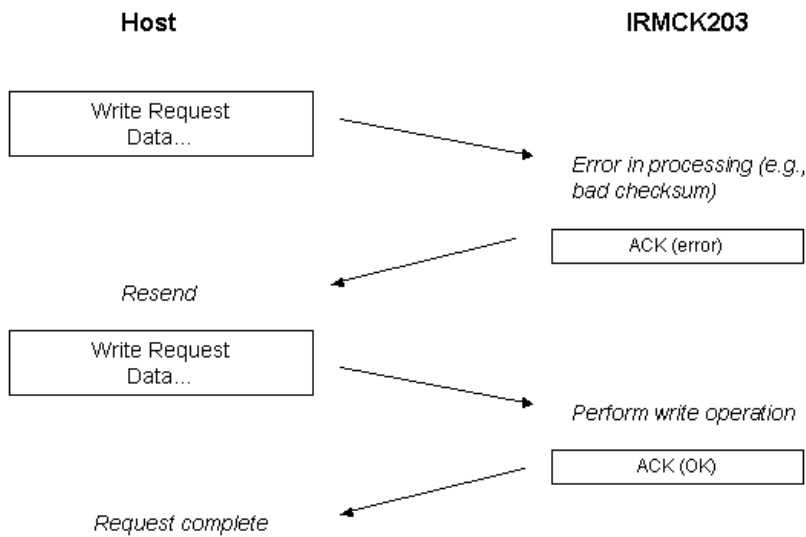 Host
IRMCK203
Write Request
Data...
Error in processing (e.g.,
bad checksum)
ACK (error)
Resend
Write Request
Data...
Perform write operation
ACK (OK)
Request complete